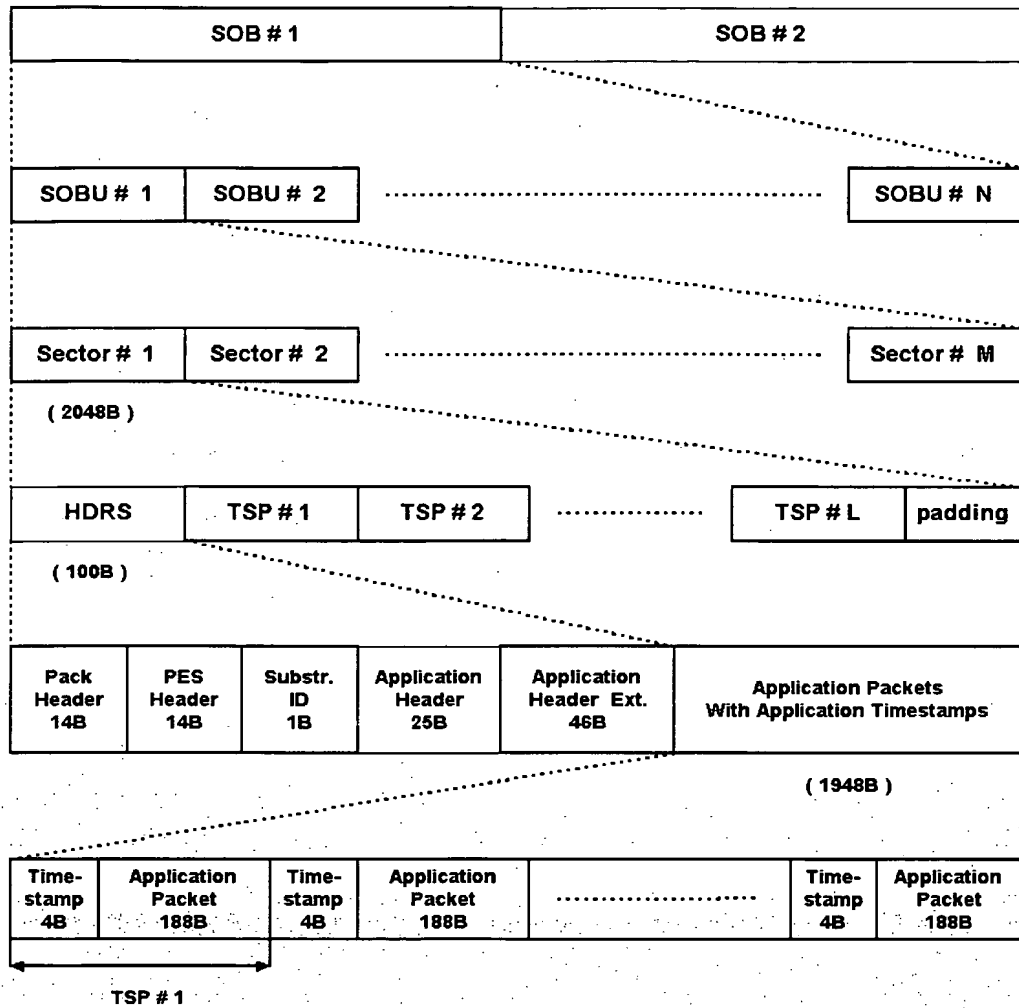 SOB # 1
SOB # 2
SOBU # 1
SOBU # 2
SOBU # N
Sector # 1
Sector # 2
Sector # M
( 2048B )
HDRS
TSP # 1
TSP # 2
TSP # L
padding
( 100B )
Pack
Header
14B
PES
Header
14B
Substr.
ID
1B
Application
Header
25B
Application
Header Ext.
46B
Application Packets
With Application Timestamps
( 1948B )
Time-
stamp
4B
Application
Packet
188B
Time-
stamp
4B
Application
Packet
188B
Time-
stamp
4B
Application
Packet
188B
TSP # 1